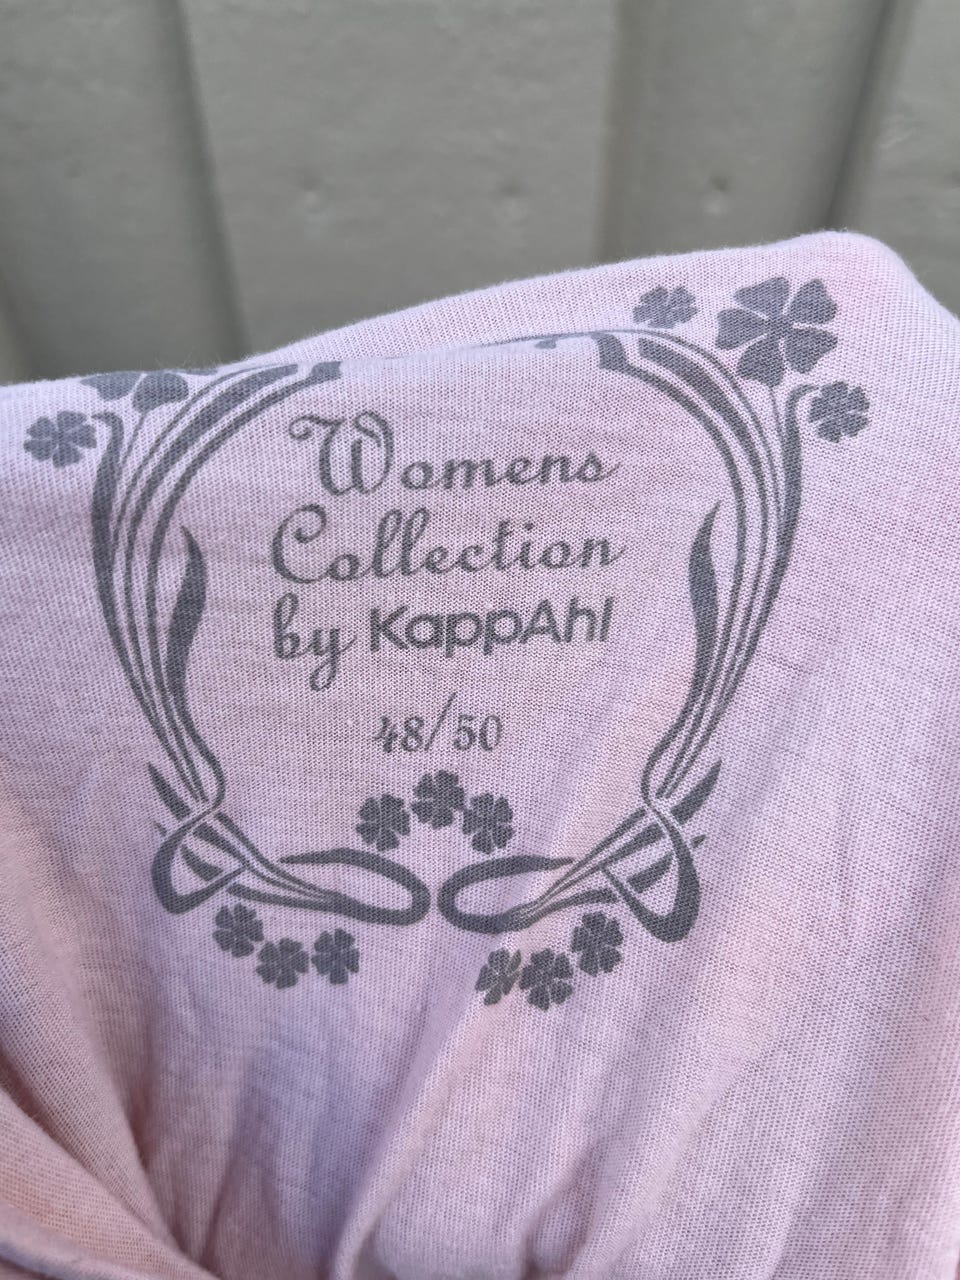 Womens
Collection
by KappAhl
48/50